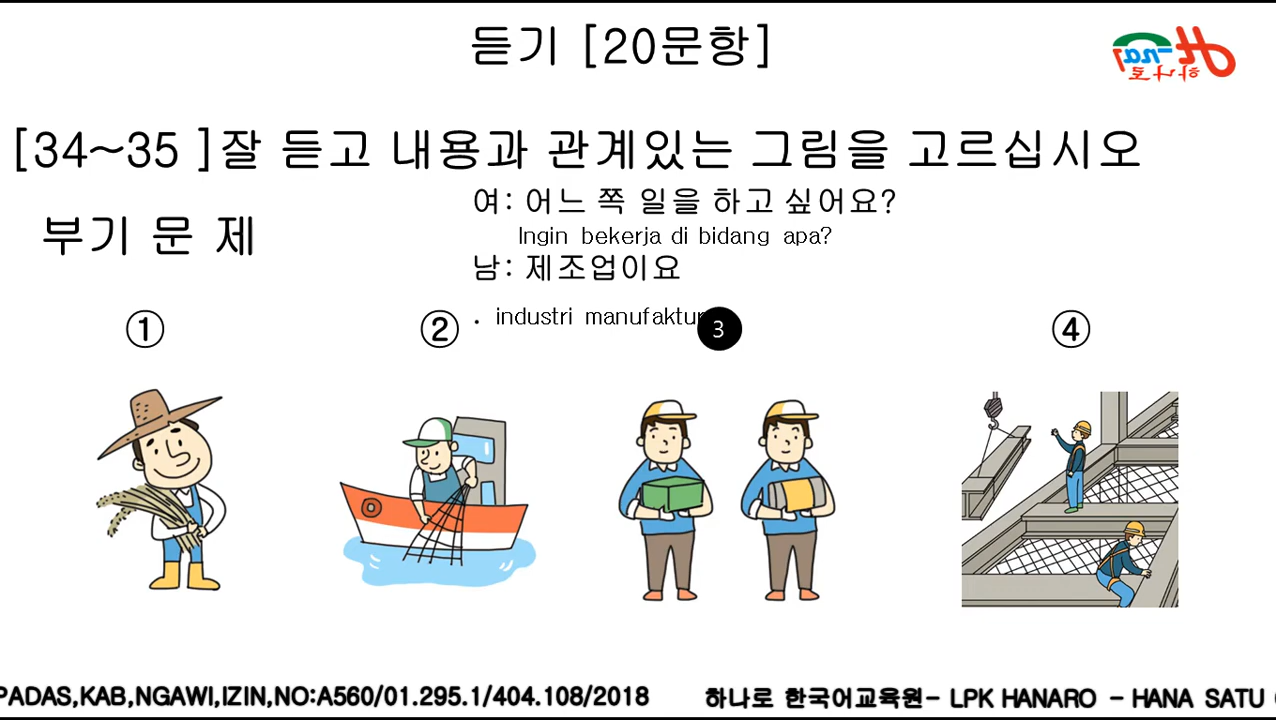 듣기 [20문항]
[34~35 ]잘 듣고 내용과 관계있는 그림을 고르십시오
부기 문 제
여: 어느 쪽 일을 하고 싶어요?
Ingin bekerja di bidang apa?
남: 제조업이요
. industri manufaktur
① ② 3 ④
하나로
PADAS,KAB,NGAWI,IZIN,NO:A560/01.295.1/404.108/2018 하나로 한국어교육원- LPK HANARO - HANA SATU